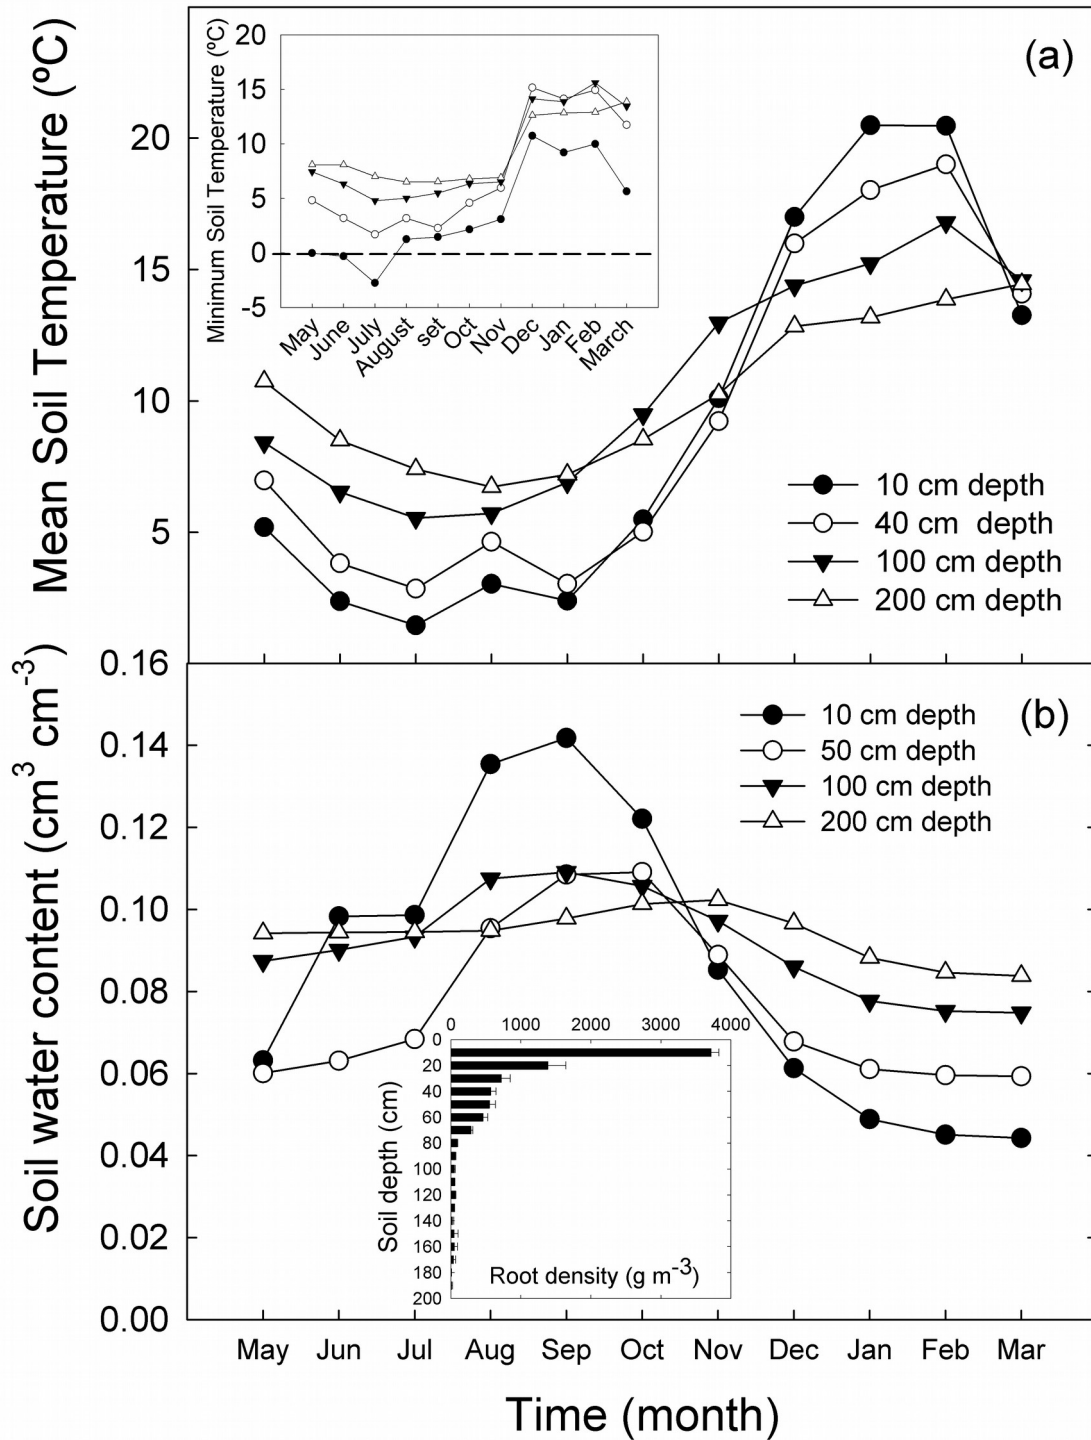 (a)
Mean Soil Temperature (ºC)
20
15
10
5
Minimum Soil Temperature (ºC)
20
15
10
5
0
-5
May
June
July
August
set
Oct
Nov
Dec
Jan
Feb
March
10 cm depth
40 cm depth
100 cm depth
200 cm depth
(b)
Soil water content (cm³ cm⁻³)
0.16
0.14
0.12
0.10
0.08
0.06
0.04
0.02
0.00
10 cm depth
50 cm depth
100 cm depth
200 cm depth
0 1000 2000 3000 4000
Soil depth (cm)
0
20
40
60
80
100
120
140
160
180
200
Root density (g m⁻³)
May Jun Jul Aug Sep Oct Nov Dec Jan Feb Mar
Time (month)